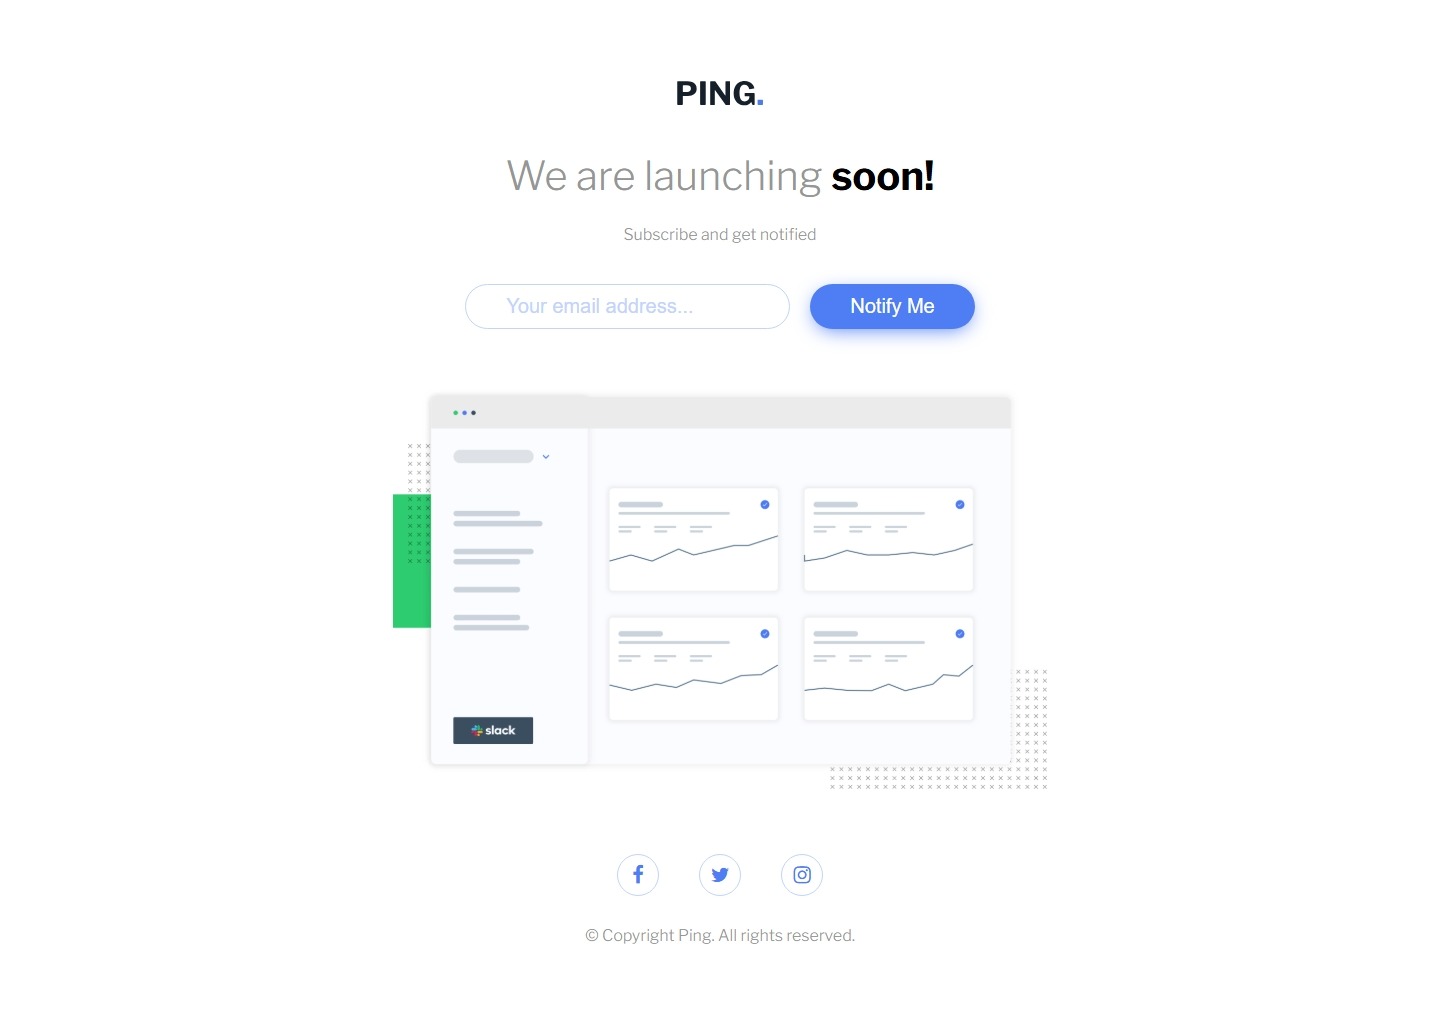 PING.
We are launching soon!
Subscribe and get notified
Your email address...
Notify Me
slack
© Copyright Ping. All rights reserved.